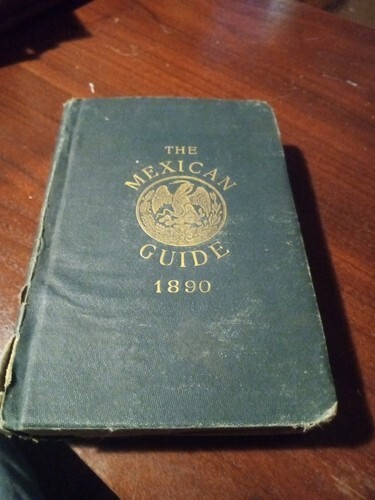 THE
MEXICAN
GUIDE
1890